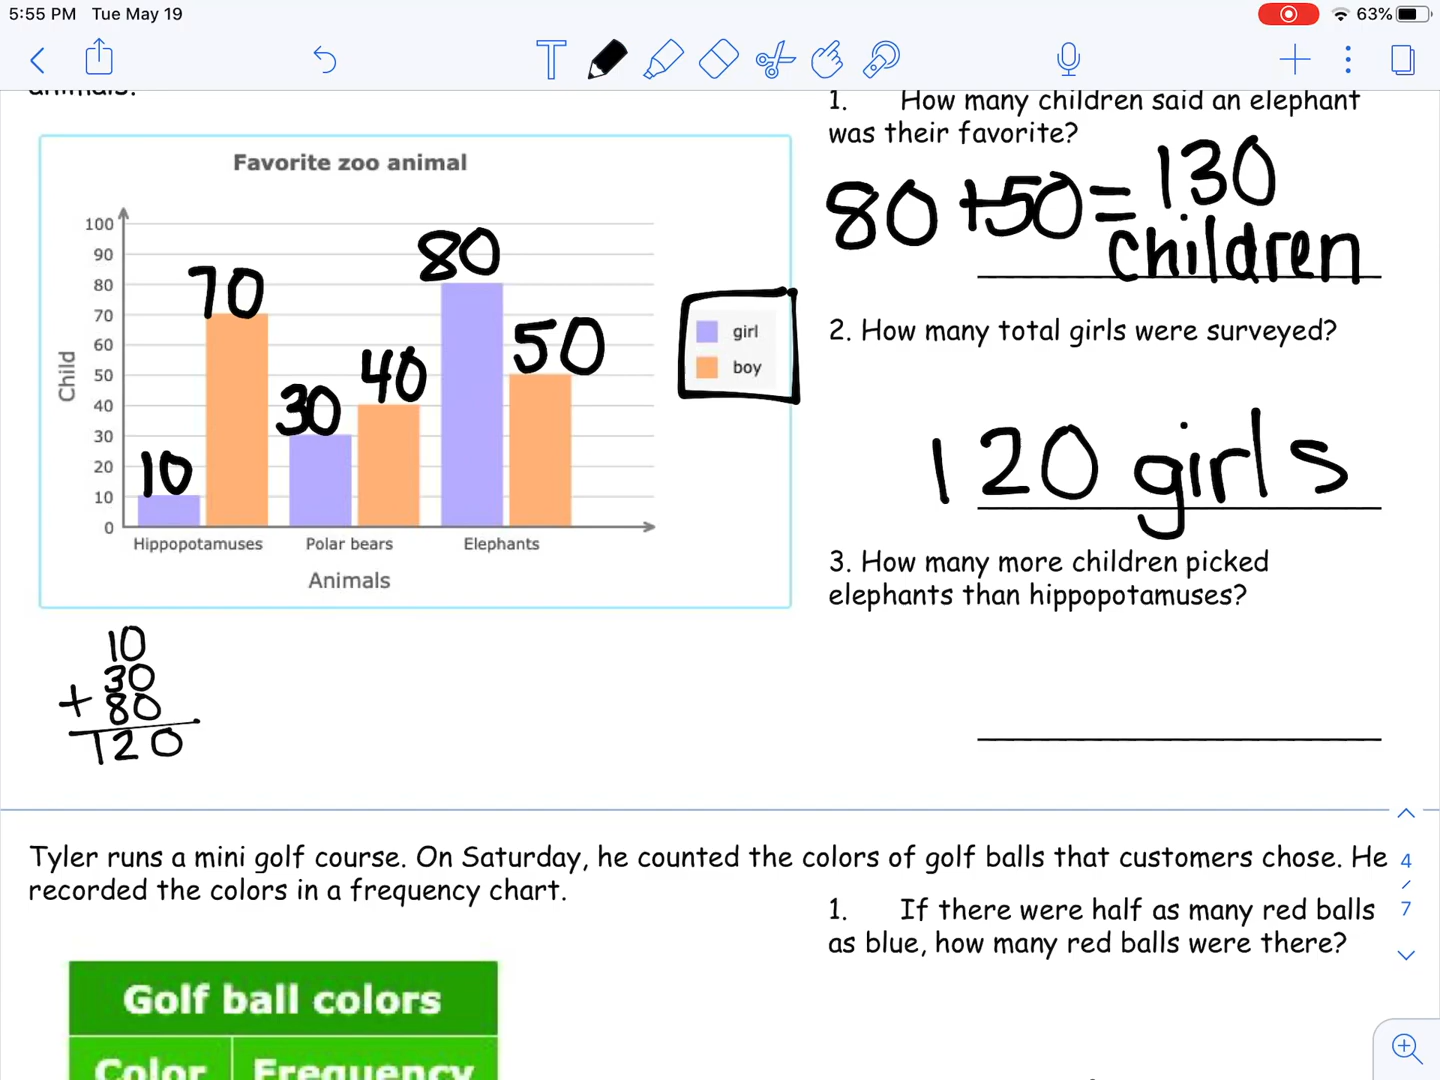 5:55 PM Tue May 19
63%
animals.
Favorite zoo animal
100
90
80
70
60
50
40
30
20
10
0
Child
10
70
30
40
80
50
Hippopotamuses
Polar bears
Elephants
Animals
girl
boy
10
30
+ 80
120
1. How many children said an elephant
was their favorite?
80 + 50 = 130
children
2. How many total girls were surveyed?
120 girls
3. How many more children picked
elephants than hippopotamuses?
Tyler runs a mini golf course. On Saturday, he counted the colors of golf balls that customers chose. He
recorded the colors in a frequency chart.
4
/
7
1. If there were half as many red balls
as blue, how many red balls were there?
Golf ball colors
Color Frequency